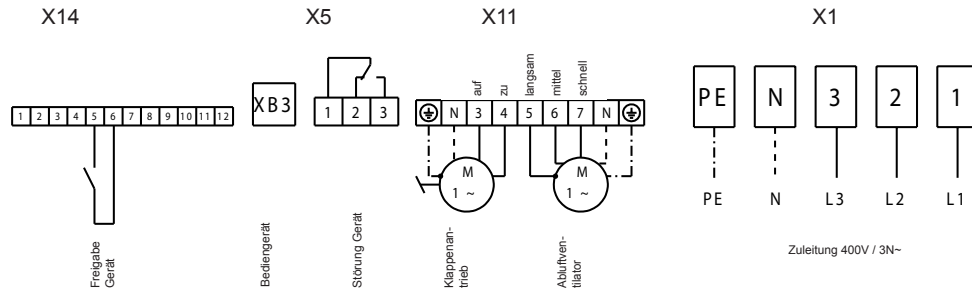 X14 X5 X11 X1
auf zu langsam mittel schnell
XB3
PE N 3 2 1
1 2 3 4 5 6 7 8 9 10 11 12
1 2 3
N 3 4 5 6 7 N
M
1 ~
M
1 ~
PE N L3 L2 L1
Freigabe
Gerät
Bediengerät
Störung Gerät
Klappenan-
trieb
Abluftven-
tilator
Zuleitung 400V / 3N~